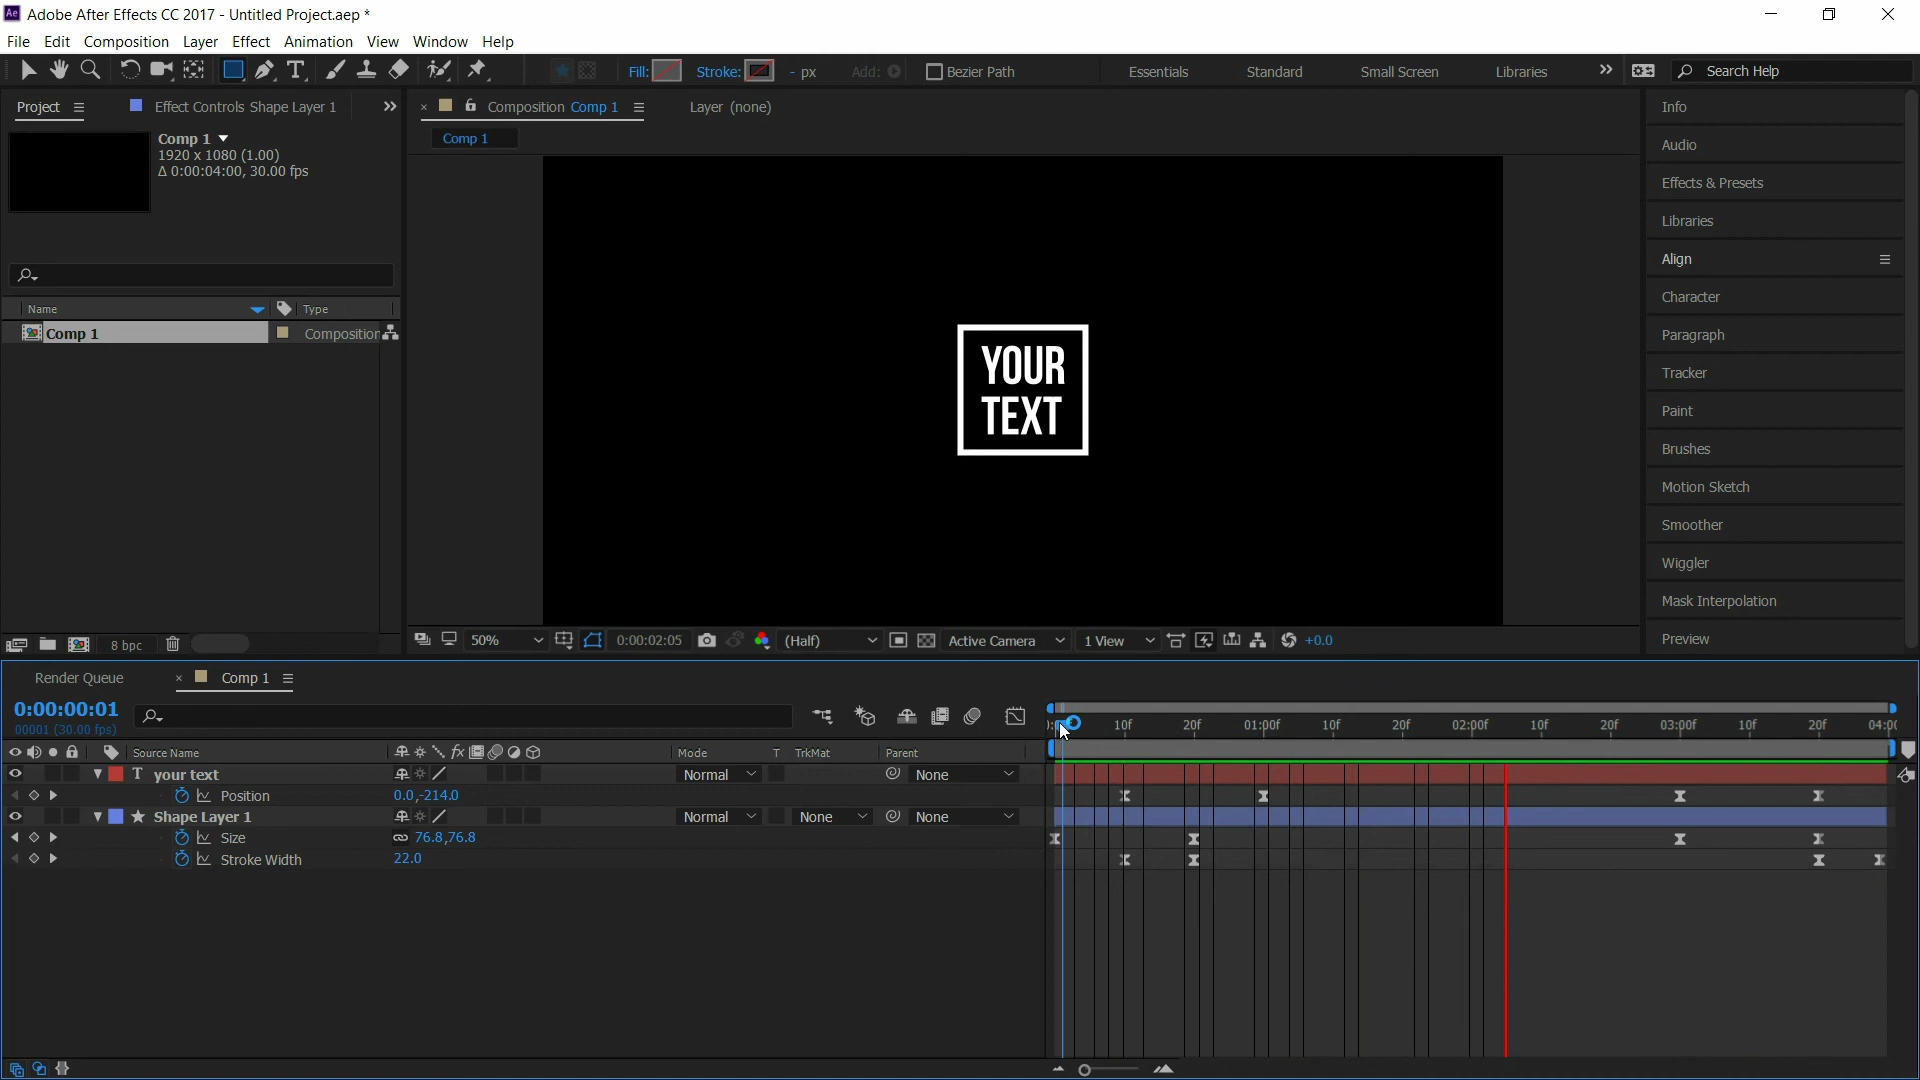 Ae Adobe After Effects CC 2017 - Untitled Project.aep *
File Edit Composition Layer Effect Animation View Window Help
Fill: Stroke: - px Add: Bezier Path Essentials Standard Small Screen Libraries Search Help
Project Effect Controls Shape Layer 1 Composition Comp 1 Layer (none)
Comp 1
1920 x 1080 (1.00)
Δ 0:00:04:00, 30.00 fps
Comp 1
Name Type
Comp 1 Composition
8 bpc
YOUR
TEXT
50% 0:00:02:05 (Half) Active Camera 1 View +0.0
Info
Audio
Effects & Presets
Libraries
Align
Character
Paragraph
Tracker
Paint
Brushes
Motion Sketch
Smoother
Wiggler
Mask Interpolation
Preview
Render Queue Comp 1
0:00:00:01
00001 (30.00 fps)
10f 20f 01:00f 10f 20f 02:00f 10f 20f 03:00f 10f 20f 04:00
Source Name Mode T TrkMat Parent
T your text Normal None
Position 0.0,-214.0
Shape Layer 1 Normal None None
Size 76.8,76.8
Stroke Width 22.0